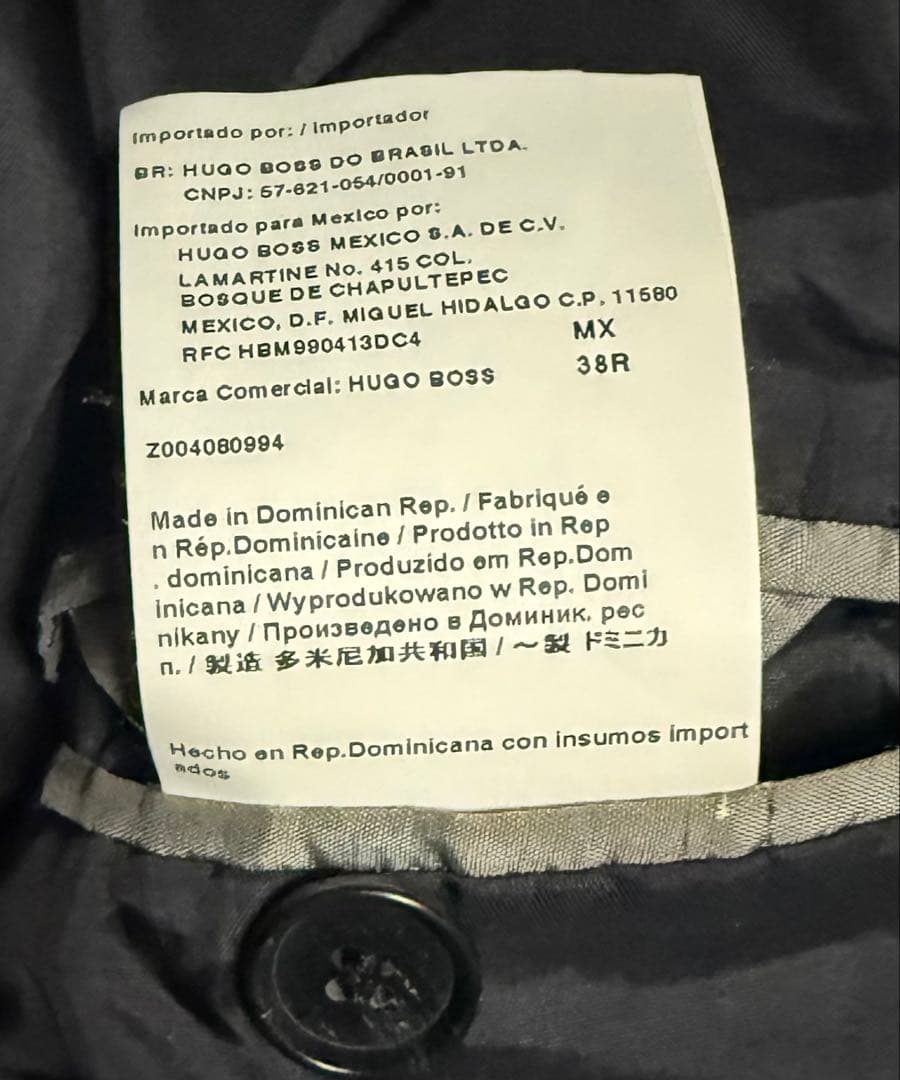 Importado por: / Importador
BR: HUGO BOSS DO BRASIL LTDA.
CNPJ: 57-621-054/0001-91
Importado para Mexico por:
HUGO BOSS MEXICO S.A. DE C.V.
LAMARTINE No. 415 COL.
BOSQUE DE CHAPULTEPEC
MEXICO, D.F. MIGUEL HIDALGO C.P. 11580
RFC HBM990413DC4 MX
Marca Comercial: HUGO BOSS 38R
Z004080994
Made in Dominican Rep. / Fabriqué e
n Rép.Dominicaine / Prodotto in Rep
. dominicana / Produzido em Rep.Dom
inicana / Wyprodukowano w Rep. Domi
nikany / Произведено в Доминик. рес
п. / 製造 多米尼加共和国 / ～製 ドミニカ
Hecho en Rep.Dominicana con insumos import
ados